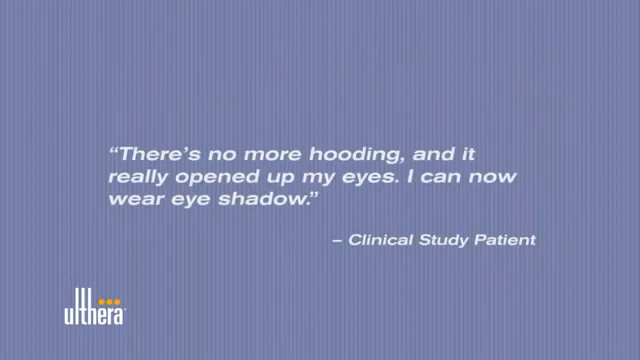 “There’s no more hooding, and it
really opened up my eyes. I can now
wear eye shadow.”
– Clinical Study Patient
ulthera